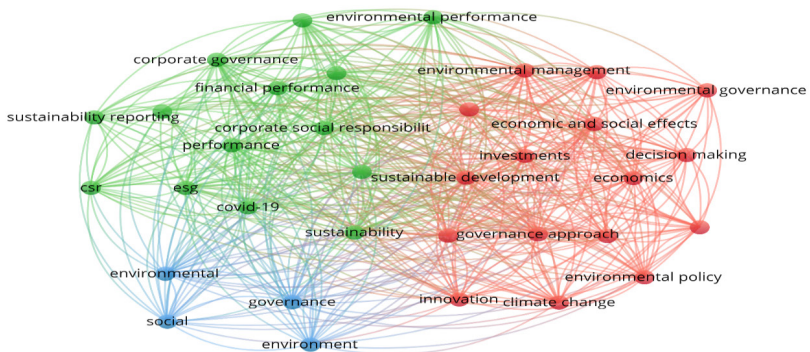 environmental performance
corporate governance
environmental management
financial performance
environmental governance
sustainability reporting
corporate social responsibilit
economic and social effects
performance
investments
decision making
sustainable development
economics
csr
esg
covid-19
sustainability
governance approach
environmental
environmental policy
governance
innovation
climate change
social
environment